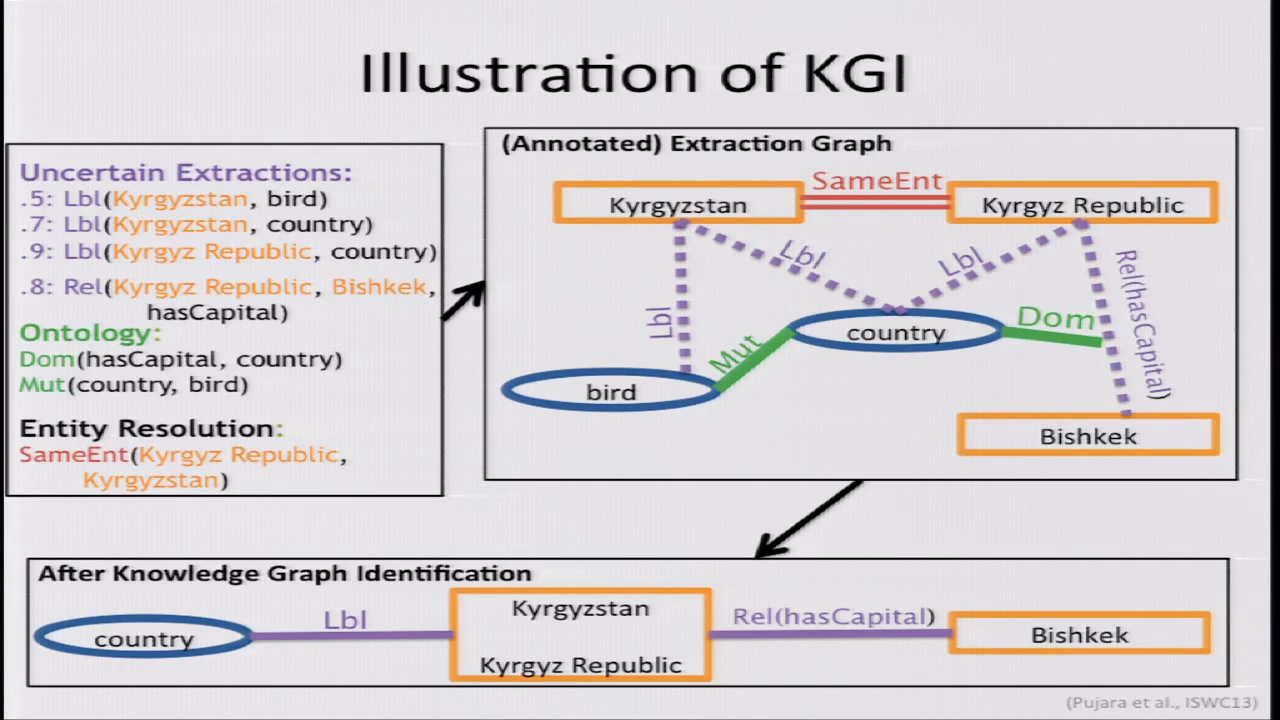 Illustration of KGI
Uncertain Extractions:
.5: Lbl(Kyrgyzstan, bird)
.7: Lbl(Kyrgyzstan, country)
.9: Lbl(Kyrgyz Republic, country)
.8: Rel(Kyrgyz Republic, Bishkek,
hasCapital)
Ontology:
Dom(hasCapital, country)
Mut(country, bird)
Entity Resolution:
SameEnt(Kyrgyz Republic,
Kyrgyzstan)
(Annotated) Extraction Graph
SameEnt
Kyrgyzstan
Kyrgyz Republic
Lbl
Lbl
Rel(hasCapital)
Lbl
Mut
country
Dom
bird
Bishkek
After Knowledge Graph Identification
country
Lbl
Kyrgyzstan
Kyrgyz Republic
Rel(hasCapital)
Bishkek
(Pujara et al., ISWC13)